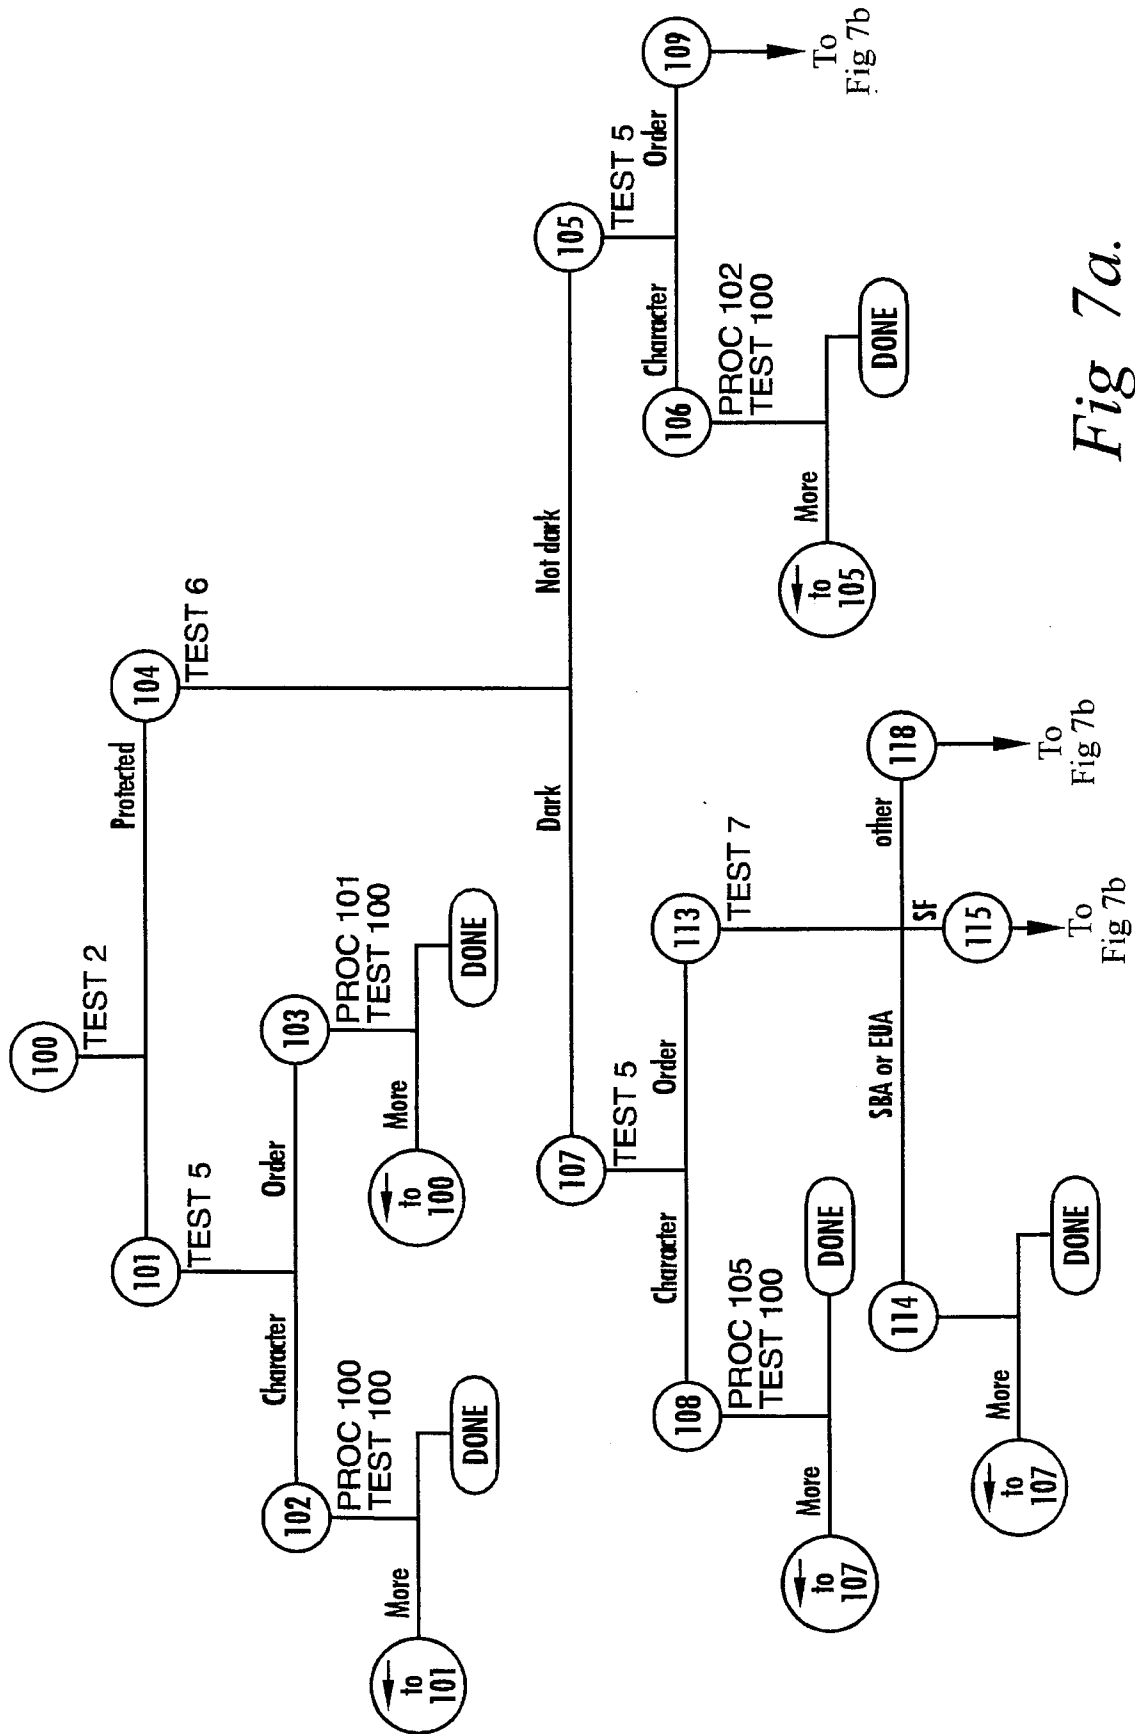 100
TEST 2
Protected
101
TEST 5
Character
Order
102
PROC 100
TEST 100
More
← to 101
DONE
103
PROC 101
TEST 100
More
← to 100
DONE
104
TEST 6
Dark
Not dark
107
TEST 5
Character
Order
108
PROC 105
TEST 100
More
← to 107
DONE
113
TEST 7
SBA or EUA
SF
other
114
More
← to 107
DONE
115
To
Fig 7b
118
To
Fig 7b
105
TEST 5
Character
Order
106
PROC 102
TEST 100
More
← to 105
DONE
109
To
Fig 7b
Fig 7a.